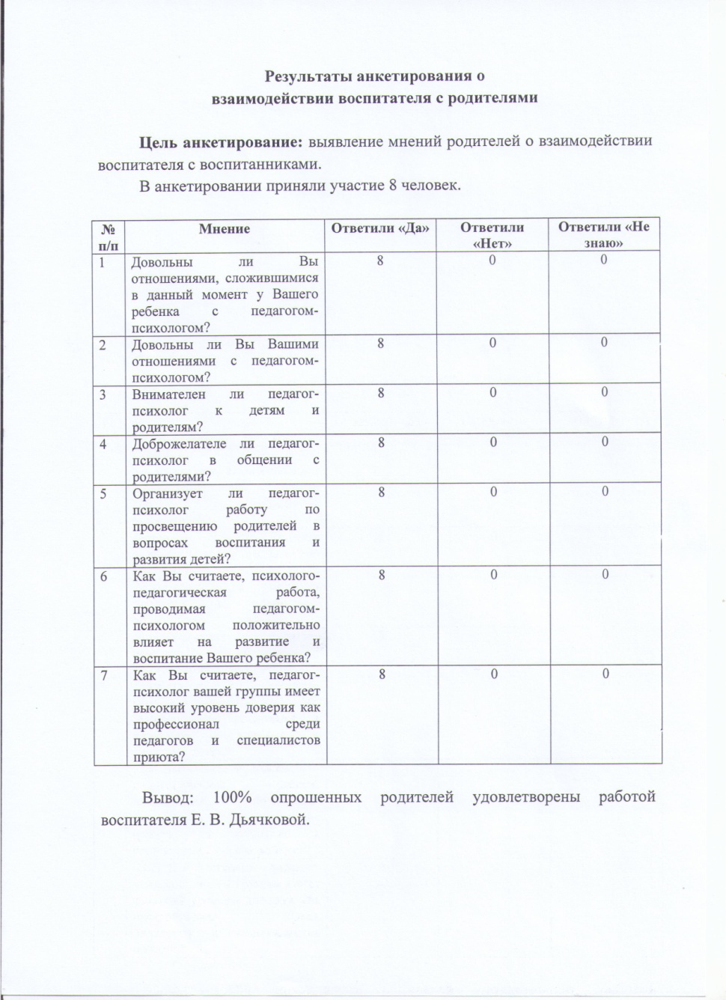 Результаты анкетирования о
взаимодействии воспитателя с родителями
Цель анкетирование: выявление мнений родителей о взаимодействии
воспитателя с воспитанниками.
В анкетировании приняли участие 8 человек.
№ п/п Мнение Ответили «Да» Ответили «Нет» Ответили «Не знаю»
1 Довольны ли Вы 8 0 0
отношениями, сложившимися
в данный момент у Вашего
ребенка с педагогом-
психологом?
2 Довольны ли Вы Вашими 8 0 0
отношениями с педагогом-
психологом?
3 Внимателен ли педагог- 8 0 0
психолог к детям и
родителям?
4 Доброжелателе ли педагог- 8 0 0
психолог в общении с
родителями?
5 Организует ли педагог- 8 0 0
психолог работу по
просвещению родителей в
вопросах воспитания и
развития детей?
6 Как Вы считаете, психолого- 8 0 0
педагогическая работа,
проводимая педагогом-
психологом положительно
влияет на развитие и
воспитание Вашего ребенка?
7 Как Вы считаете, педагог- 8 0 0
психолог вашей группы имеет
высокий уровень доверия как
профессионал среди
педагогов и специалистов
приюта?
Вывод: 100% опрошенных родителей удовлетворены работой
воспитателя Е. В. Дьячковой.